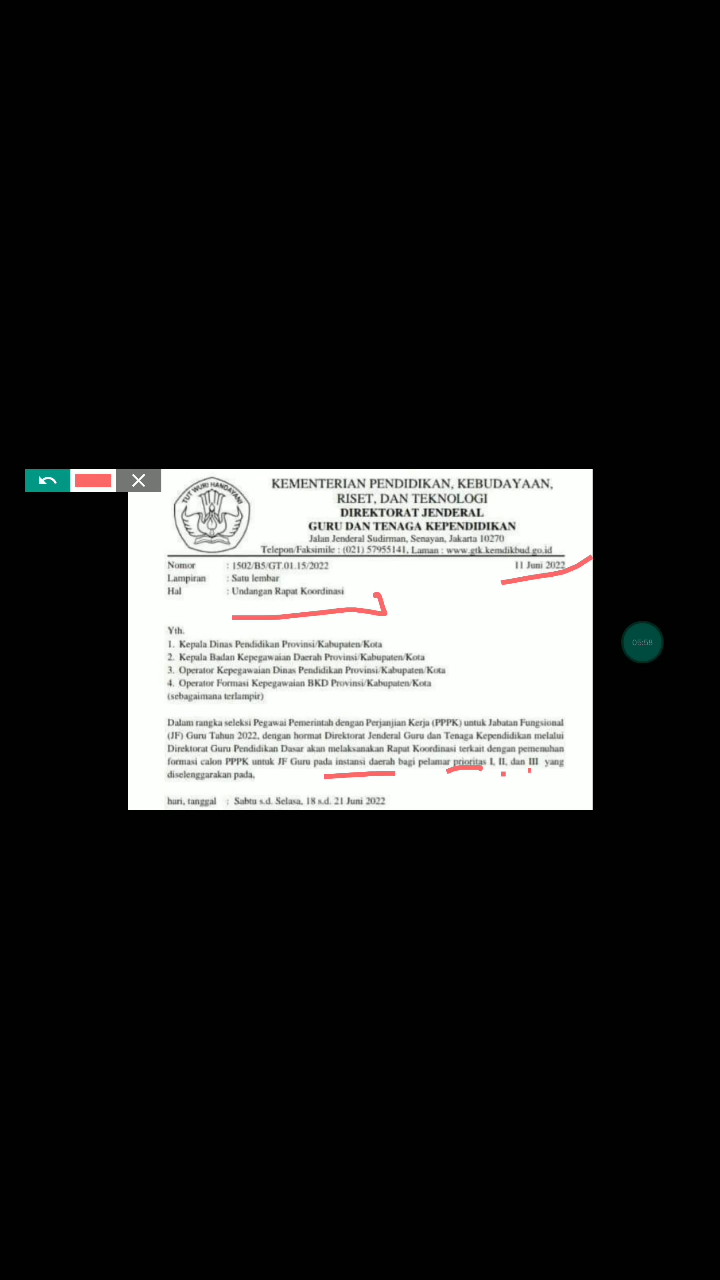 KEMENTERIAN PENDIDIKAN, KEBUDAYAAN,
RISET, DAN TEKNOLOGI
DIREKTORAT JENDERAL
GURU DAN TENAGA KEPENDIDIKAN
Jalan Jenderal Sudirman, Senayan, Jakarta 10270
Telepon/Faksimile : (021) 57955141, Laman : www.gtk.kemdikbud.go.id
TUT WURI HANDAYANI
Nomor : 1502/B5/GT.01.15/2022 11 Juni 2022
Lampiran : Satu lembar
Hal : Undangan Rapat Koordinasi
Yth.
1. Kepala Dinas Pendidikan Provinsi/Kabupaten/Kota
2. Kepala Badan Kepegawaian Daerah Provinsi/Kabupaten/Kota
3. Operator Kepegawaian Dinas Pendidikan Provinsi/Kabupaten/Kota
4. Operator Formasi Kepegawaian BKD Provinsi/Kabupaten/Kota
(sebagaimana terlampir)
Dalam rangka seleksi Pegawai Pemerintah dengan Perjanjian Kerja (PPPK) untuk Jabatan Fungsional
(JF) Guru Tahun 2022, dengan hormat Direktorat Jenderal Guru dan Tenaga Kependidikan melalui
Direktorat Guru Pendidikan Dasar akan melaksanakan Rapat Koordinasi terkait dengan pemenuhan
formasi calon PPPK untuk JF Guru pada instansi daerah bagi pelamar prioritas I, II, dan III yang
diselenggarakan pada,
hari, tanggal : Sabtu s.d. Selasa, 18 s.d. 21 Juni 2022
05:58